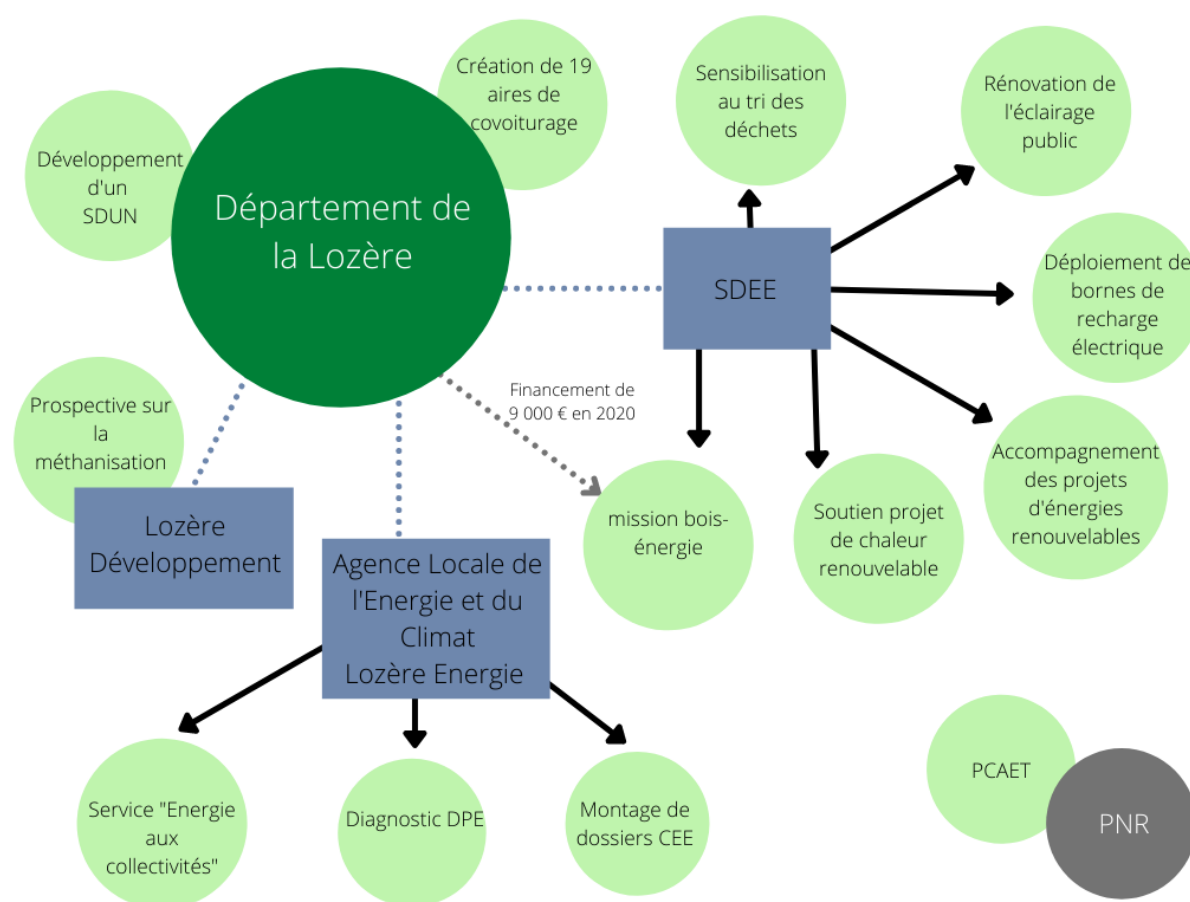 Création de 19
aires de
covoiturage
Sensibilisation
au tri des
déchets
Rénovation de
l'éclairage
public
Développement
d'un
SDUN
Département de
la Lozère
SDEE
Déploiement de
bornes de
recharge
électrique
Financement de
9 000 € en 2020
Prospective sur
la
méthanisation
Lozère
Développement
Agence Locale de
l'Energie et du
Climat
Lozère Energie
mission bois-
énergie
Soutien projet
de chaleur
renouvelable
Accompagnement
des projets
d'énergies
renouvelables
Service "Energie
aux
collectivités"
Diagnostic DPE
Montage de
dossiers CEE
PCAET
PNR